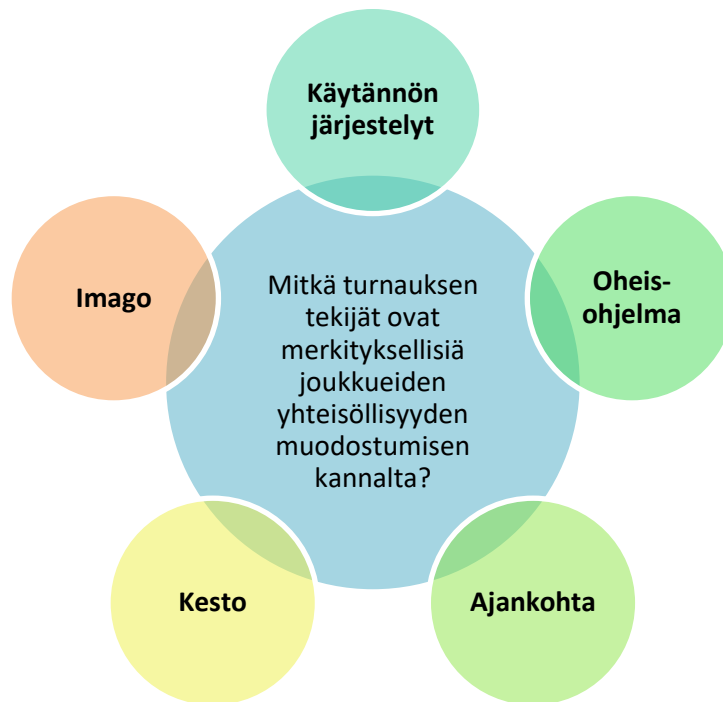 Käytännön
järjestelyt
Imago
Mitkä turnauksen
tekijät ovat
merkityksellisiä
joukkueiden
yhteisöllisyyden
muodostumisen
kannalta?
Oheis-
ohjelma
Kesto
Ajankohta